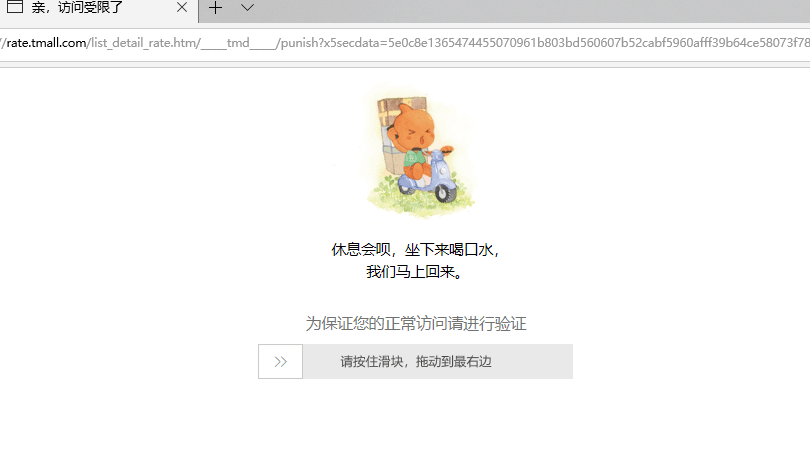 亲，访问受限了
//rate.tmall.com/list_detail_rate.htm/____tmd____/punish?x5secdata=5e0c8e1365474455070961b803bd560607b52cabf5960afff39b64ce58073f78
休息会呗，坐下来喝口水，
我们马上回来。
为保证您的正常访问请进行验证
请按住滑块，拖动到最右边